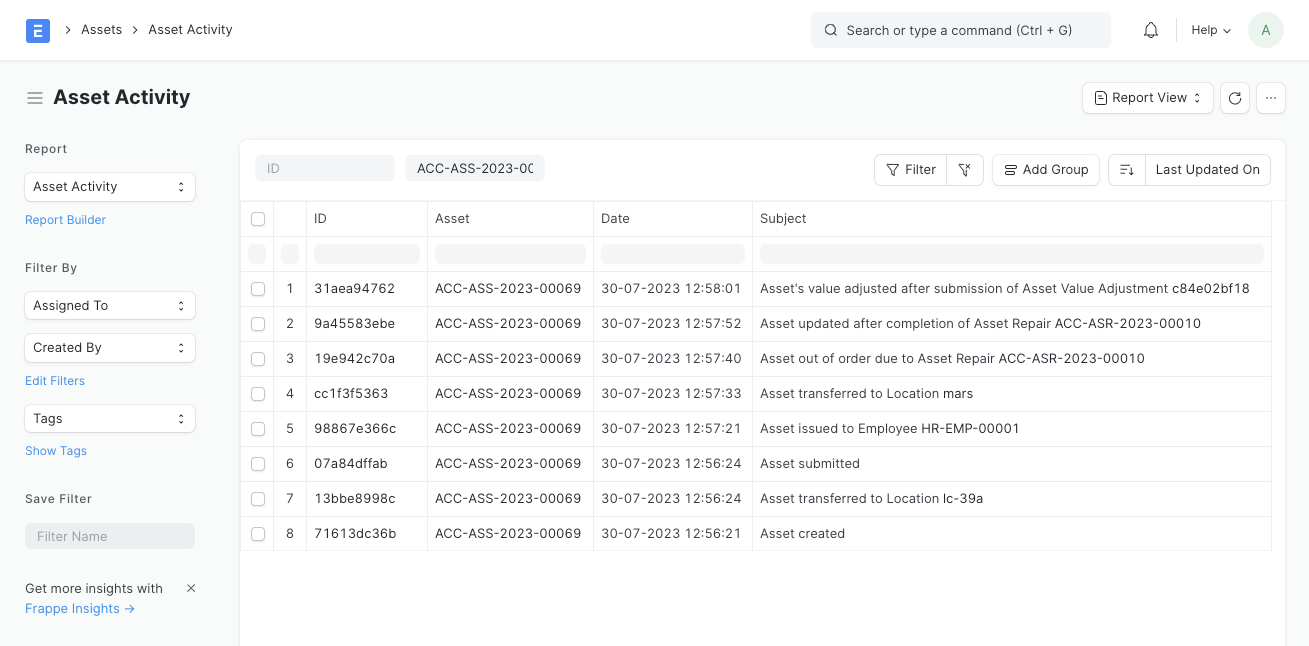 E > Assets > Asset Activity
Search or type a command (Ctrl + G)
Help
A
Asset Activity
Report View
...
Report
Asset Activity
Report Builder
Filter By
Assigned To
Created By
Edit Filters
Tags
Show Tags
Save Filter
Filter Name
Get more insights with
Frappe Insights →
ID ACC-ASS-2023-00
Filter Add Group Last Updated On
ID Asset Date Subject
1 31aea94762 ACC-ASS-2023-00069 30-07-2023 12:58:01 Asset's value adjusted after submission of Asset Value Adjustment c84e02bf18
2 9a45583ebe ACC-ASS-2023-00069 30-07-2023 12:57:52 Asset updated after completion of Asset Repair ACC-ASR-2023-00010
3 19e942c70a ACC-ASS-2023-00069 30-07-2023 12:57:40 Asset out of order due to Asset Repair ACC-ASR-2023-00010
4 cc1f3f5363 ACC-ASS-2023-00069 30-07-2023 12:57:33 Asset transferred to Location mars
5 98867e366c ACC-ASS-2023-00069 30-07-2023 12:57:21 Asset issued to Employee HR-EMP-00001
6 07a84dffab ACC-ASS-2023-00069 30-07-2023 12:56:24 Asset submitted
7 13bbe8998c ACC-ASS-2023-00069 30-07-2023 12:56:24 Asset transferred to Location lc-39a
8 71613dc36b ACC-ASS-2023-00069 30-07-2023 12:56:21 Asset created